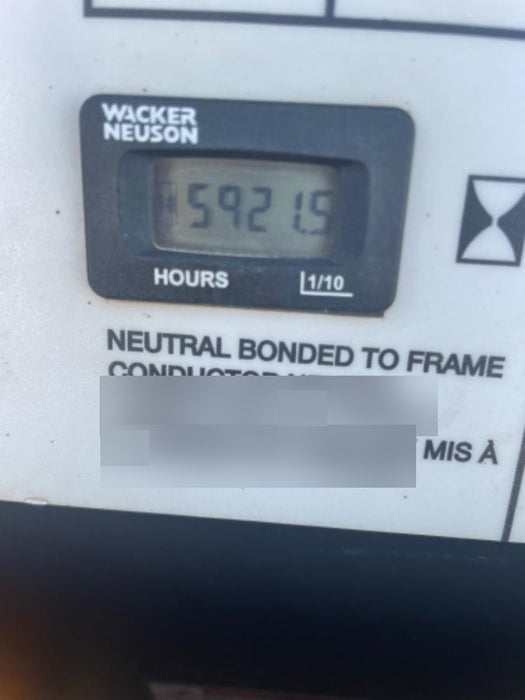 WACKER
NEUSON
5921.5
HOURS 1/10
NEUTRAL BONDED TO FRAME
MIS À